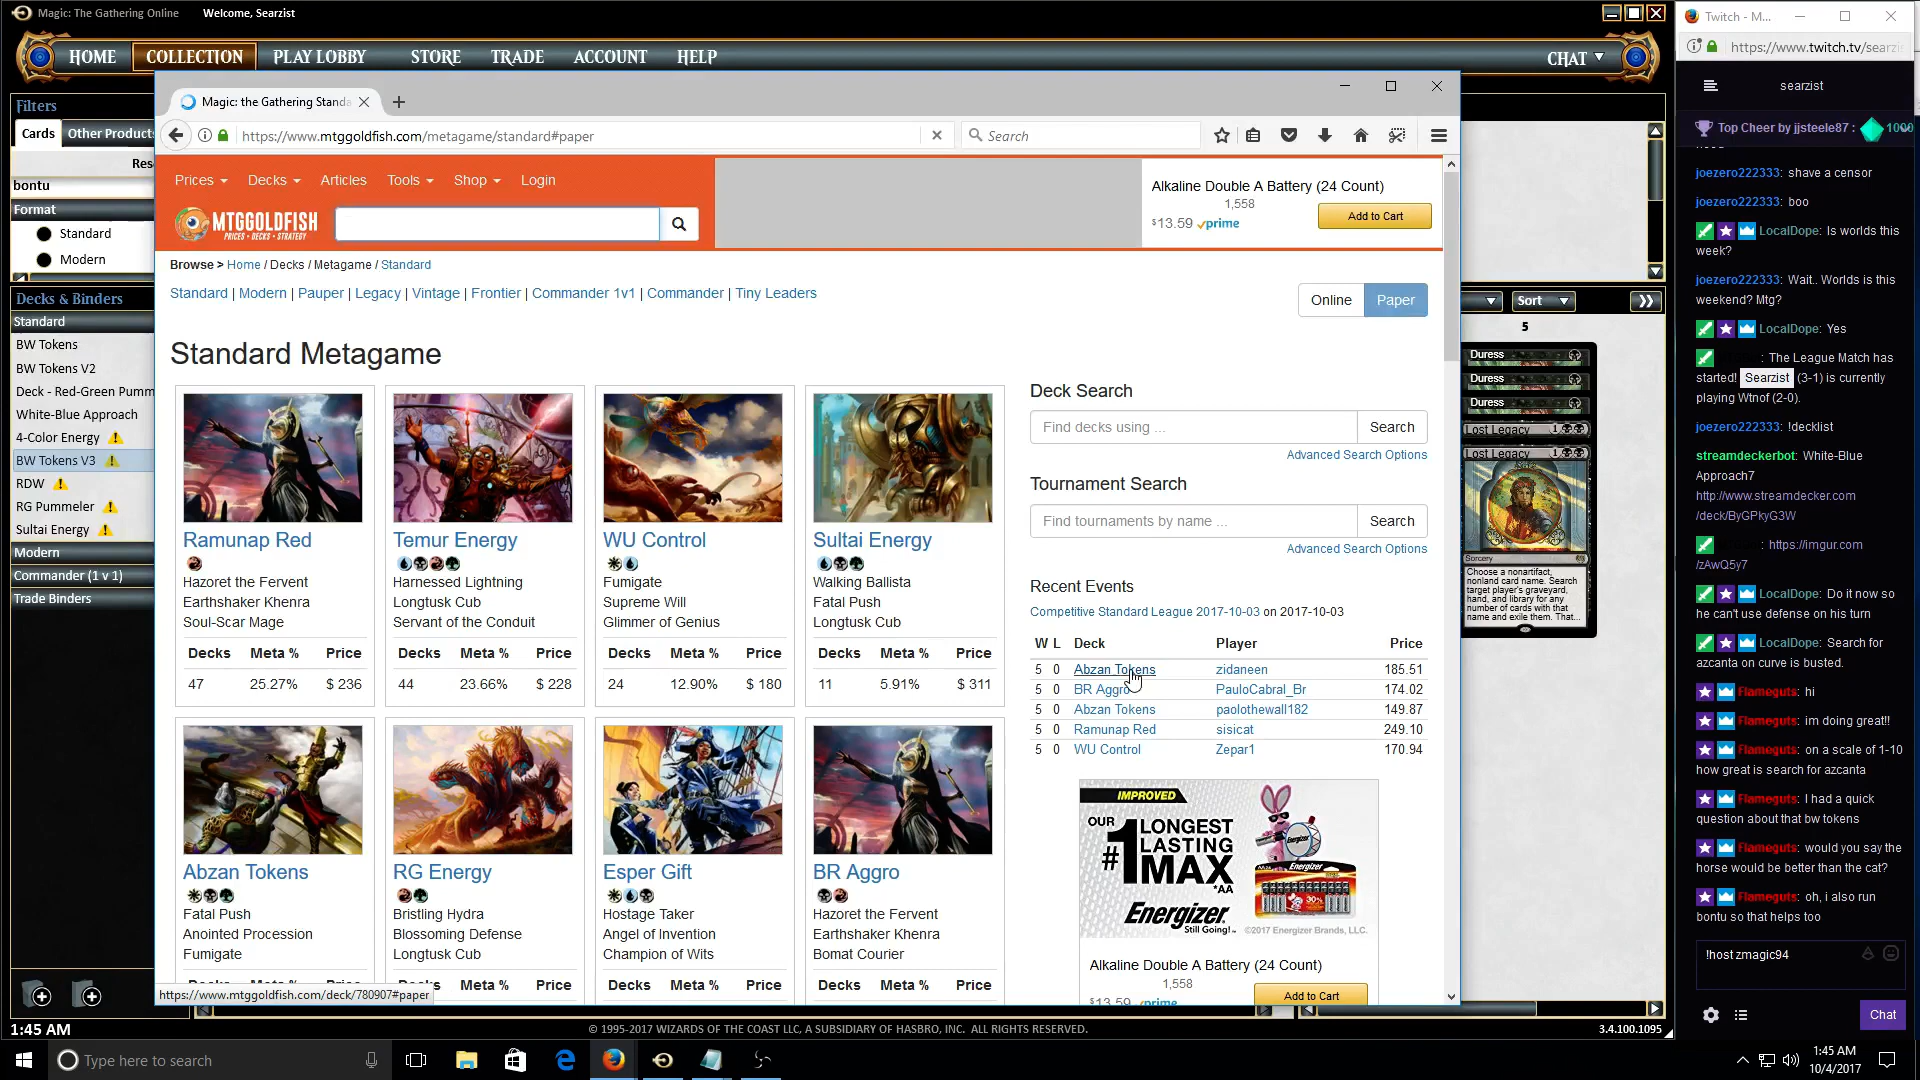 Magic: The Gathering Online
Welcome, Searzist
HOME
COLLECTION
PLAY LOBBY
STORE
TRADE
ACCOUNT
HELP
CHAT
Filters
Cards
Other Products
Res
bontu
Format
Standard
Modern
Decks & Binders
Standard
BW Tokens
BW Tokens V2
Deck - Red-Green Pumm
White-Blue Approach
4-Color Energy
BW Tokens V3
RDW
RG Pummeler
Sultai Energy
Modern
Commander (1 v 1)
Trade Binders
1:45 AM
Magic: the Gathering Standa
https://www.mtggoldfish.com/metagame/standard#paper
Search
Prices
Decks
Articles
Tools
Shop
Login
MTGGOLDFISH
PRICES • DECKS • STRATEGY
Alkaline Double A Battery (24 Count)
1,558
$13.59 prime
Add to Cart
Browse > Home / Decks / Metagame / Standard
Standard | Modern | Pauper | Legacy | Vintage | Frontier | Commander 1v1 | Commander | Tiny Leaders
Online
Paper
Standard Metagame
Ramunap Red
Hazoret the Fervent
Earthshaker Khenra
Soul-Scar Mage
Decks Meta % Price
47 25.27% $ 236
Temur Energy
Harnessed Lightning
Longtusk Cub
Servant of the Conduit
Decks Meta % Price
44 23.66% $ 228
WU Control
Fumigate
Supreme Will
Glimmer of Genius
Decks Meta % Price
24 12.90% $ 180
Sultai Energy
Walking Ballista
Fatal Push
Longtusk Cub
Decks Meta % Price
11 5.91% $ 311
Abzan Tokens
Fatal Push
Anointed Procession
Fumigate
Decks Meta % Price
RG Energy
Bristling Hydra
Blossoming Defense
Longtusk Cub
Meta % Price
Esper Gift
Hostage Taker
Angel of Invention
Champion of Wits
Decks Meta % Price
BR Aggro
Hazoret the Fervent
Earthshaker Khenra
Bomat Courier
Decks Meta % Price
https://www.mtggoldfish.com/deck/780907#paper
Deck Search
Find decks using ...
Search
Advanced Search Options
Tournament Search
Find tournaments by name ...
Search
Advanced Search Options
Recent Events
Competitive Standard League 2017-10-03 on 2017-10-03
W L Deck Player Price
5 0 Abzan Tokens zidaneen 185.51
5 0 BR Aggro PauloCabral_Br 174.02
5 0 Abzan Tokens paolothewall182 149.87
5 0 Ramunap Red sisicat 249.10
5 0 WU Control Zepar1 170.94
IMPROVED
OUR
#1 LONGEST
LASTING
MAX
*AA
Energizer
Still Going!
©2017 Energizer Brands, LLC.
Alkaline Double A Battery (24 Count)
1,558
$13.59 prime
Add to Cart
Sort
5
Duress
Duress
Duress
Lost Legacy 1
Lost Legacy 1
Sorcery
Choose a nonartifact,
nonland card name. Search
target player's graveyard,
hand, and library for any
number of cards with that
name and exile them. That...
© 1995-2017 WIZARDS OF THE COAST LLC, A SUBSIDIARY OF HASBRO, INC. ALL RIGHTS RESERVED.
3.4.100.1095
Twitch - M...
https://www.twitch.tv/searzi
searzist
Top Cheer by jjsteele87 : 1000
joezero222333: shave a censor
joezero222333: boo
LocalDope: Is worlds this
week?
joezero222333: Wait.. Worlds is this
weekend? Mtg?
LocalDope: Yes
: The League Match has
started! Searzist (3-1) is currently
playing Wtnof (2-0).
joezero222333: !decklist
streamdeckerbot: White-Blue
Approach7
http://www.streamdecker.com
/deck/ByGPkyG3W
: https://imgur.com
/zAwQ5y7
LocalDope: Do it now so
he can't use defense on his turn
LocalDope: Search for
azcanta on curve is busted.
Flameguts: hi
Flameguts: im doing great!!
Flameguts: on a scale of 1-10
how great is search for azcanta
Flameguts: I had a quick
question about that bw tokens
Flameguts: would you say the
horse would be better than the cat?
Flameguts: oh, i also run
bontu so that helps too
!host zmagic94
Chat
Type here to search
1:45 AM
10/4/2017